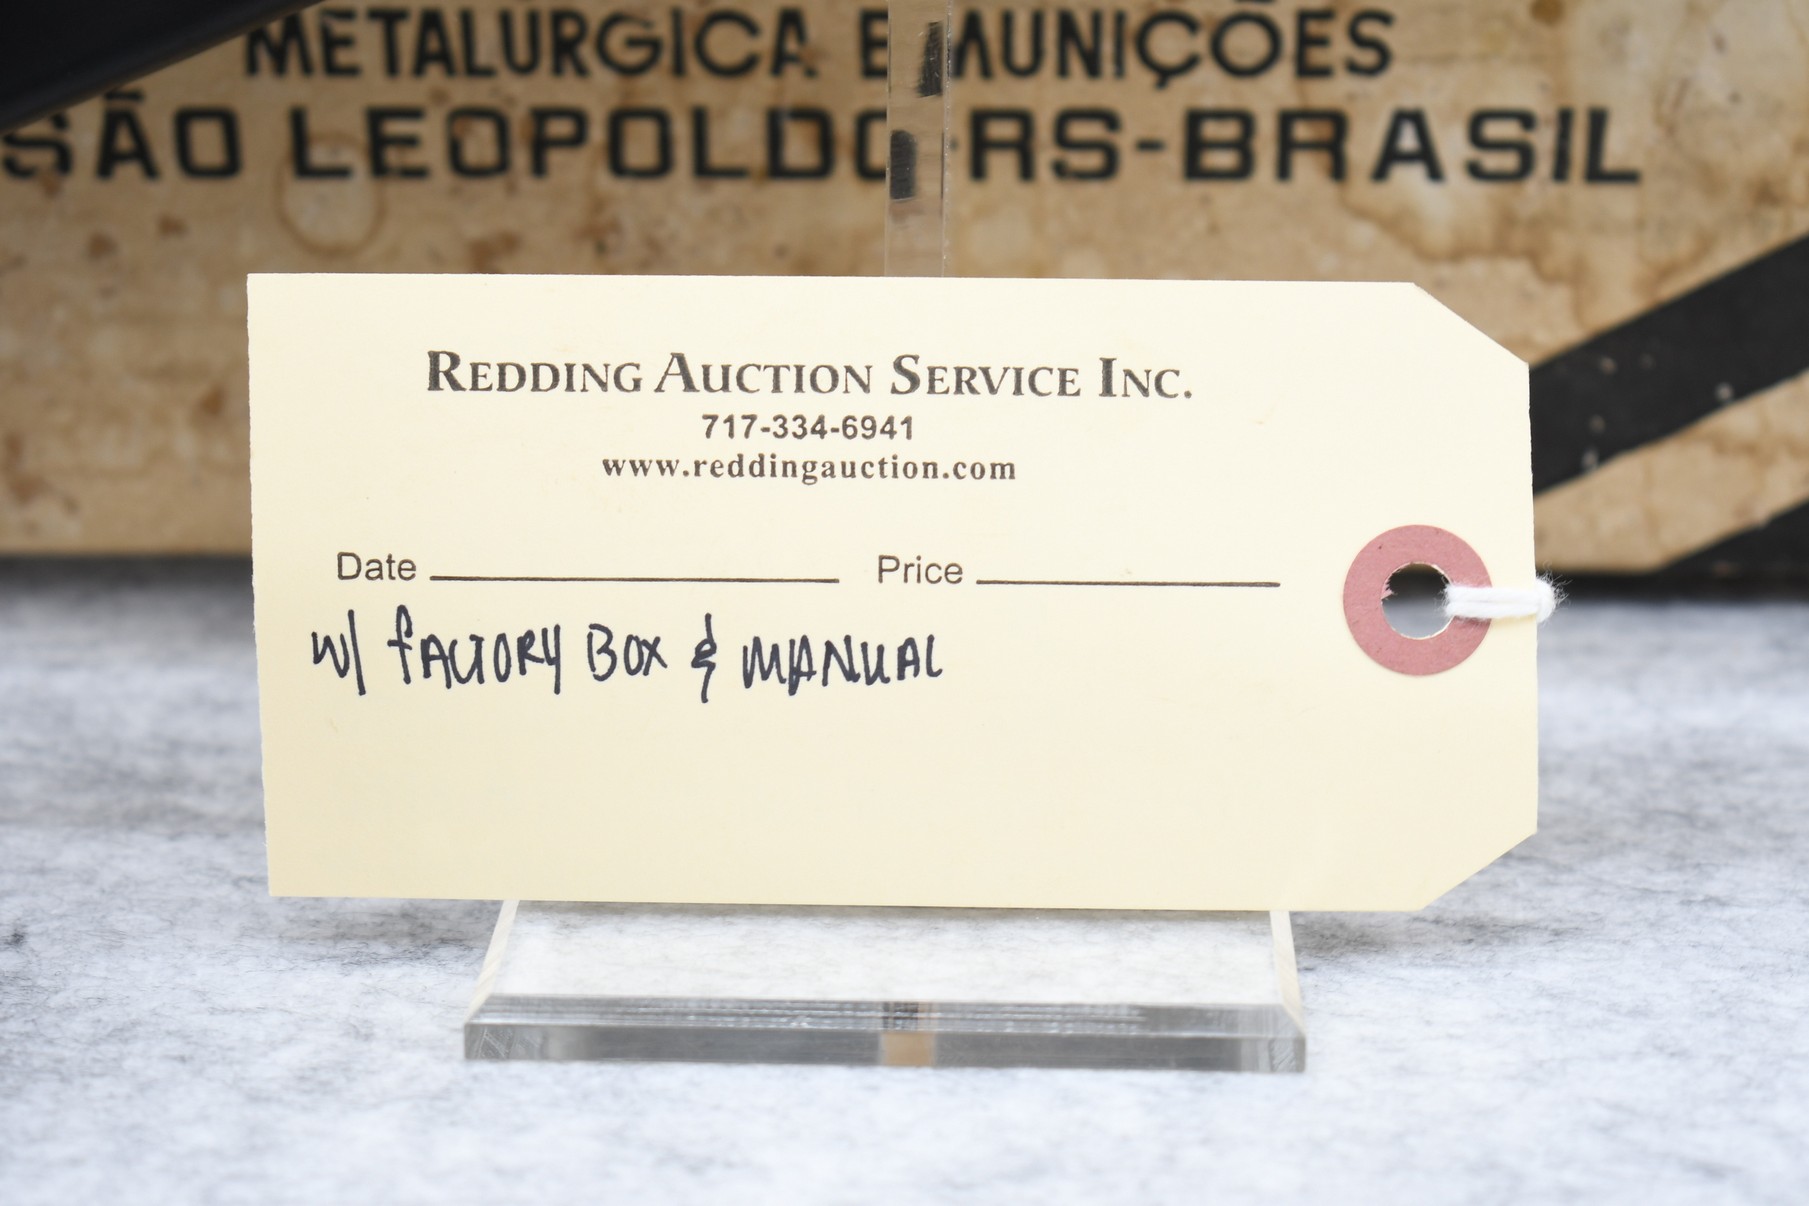 METALURGICA E MUNIÇÕES
SÃO LEOPOLDO-RS-BRASIL
REDDING AUCTION SERVICE INC.
717-334-6941
www.reddingauction.com
Date Price
w/ fACTORY BOX & MANUAL